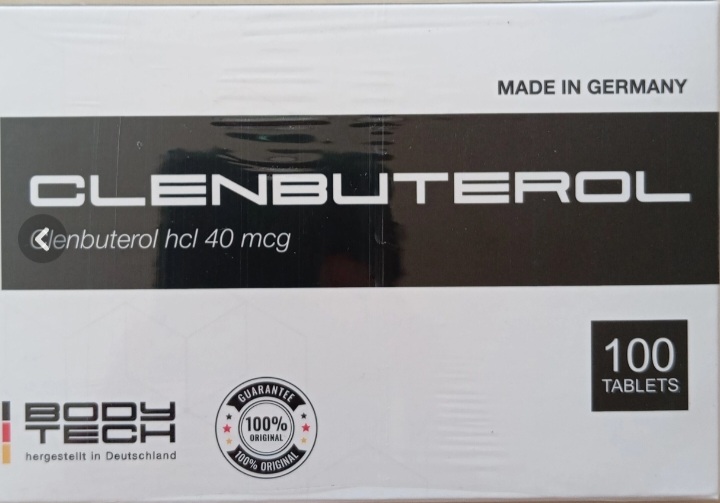 MADE IN GERMANY
CLENBUTEROL
Clenbuterol hcl 40 mcg
100
TABLETS
BODY
TECH
hergestellt in Deutschland
GUARANTEE
100%
ORIGINAL
100% ORIGINAL